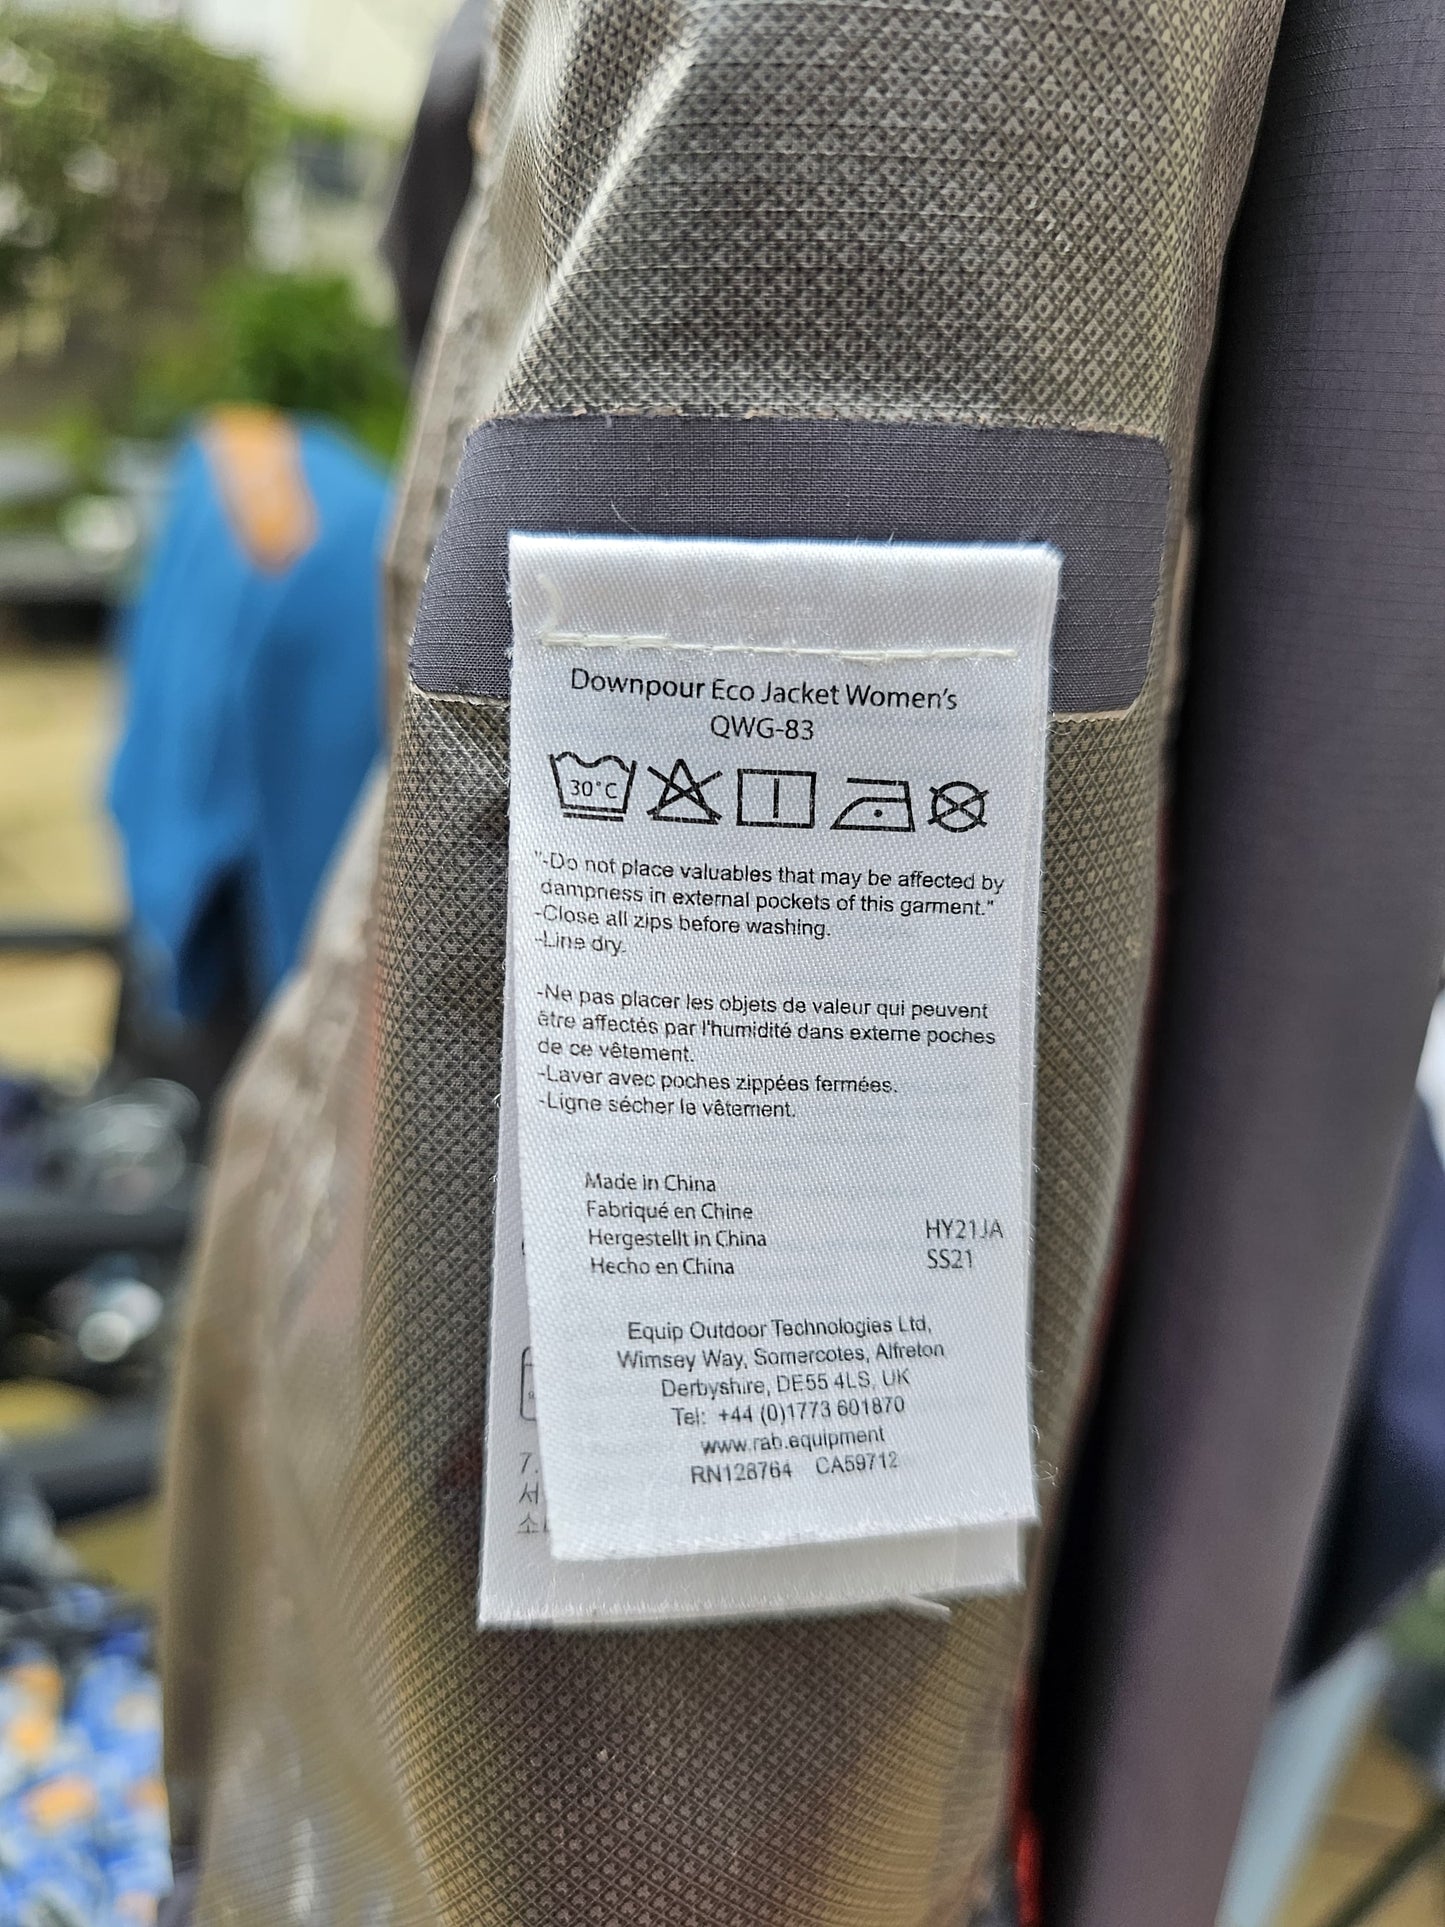 Downpour Eco Jacket Women's
QWG-83
30°C
"-Do not place valuables that may be affected by
dampness in external pockets of this garment."
-Close all zips before washing.
-Line dry.
-Ne pas placer les objets de valeur qui peuvent
être affectés par l'humidité dans externe poches
de ce vêtement.
-Laver avec poches zippées fermées.
-Ligne sécher le vêtement.
Made in China
Fabriqué en Chine
Hergestellt in China
Hecho en China
HY21JA
SS21
Equip Outdoor Technologies Ltd,
Wimsey Way, Somercotes, Alfreton
Derbyshire, DE55 4LS, UK
Tel: +44 (0)1773 601870
www.rab.equipment
RN128764 CA59712
7.
서
소